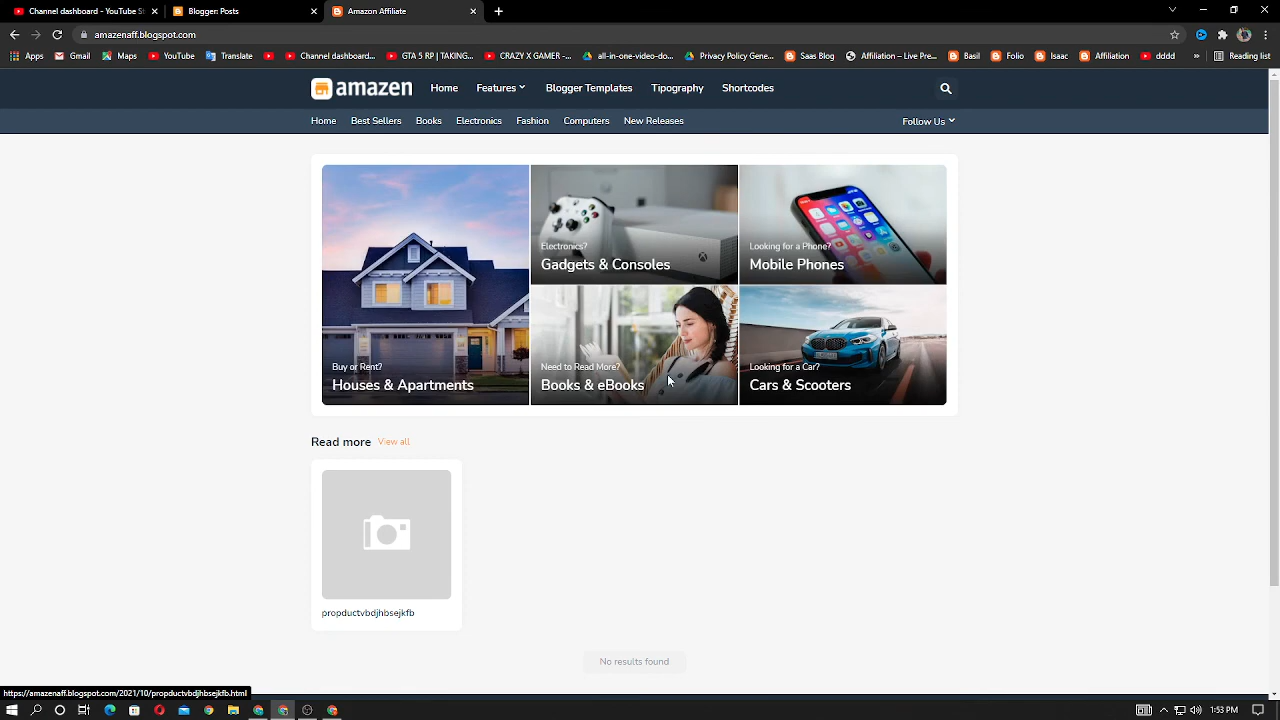 Channel dashboard - YouTube St
Blogger: Posts
Amazen Affiliate
amazenaff.blogspot.com
Apps
Gmail
Maps
YouTube
Translate
Channel dashboard...
GTA 5 RP | TAKING...
CRAZY X GAMER -...
all-in-one-video-do...
Privacy Policy Gene...
Saas Blog
Affiliation – Live Pre...
Basil
Folio
Isaac
Affiliation
dddd
»
Reading list
amazen
Home
Features
Blogger Templates
Typography
Shortcodes
Home
Best Sellers
Books
Electronics
Fashion
Computers
New Releases
Follow Us
Electronics?
Gadgets & Consoles
Looking for a Phone?
Mobile Phones
Buy or Rent?
Houses & Apartments
Need to Read More?
Books & eBooks
Looking for a Car?
Cars & Scooters
Read more View all
propductvbdjhbsejkfb
No results found
https://amazenaff.blogspot.com/2021/10/propductvbdjhbsejkfb.html
1:53 PM